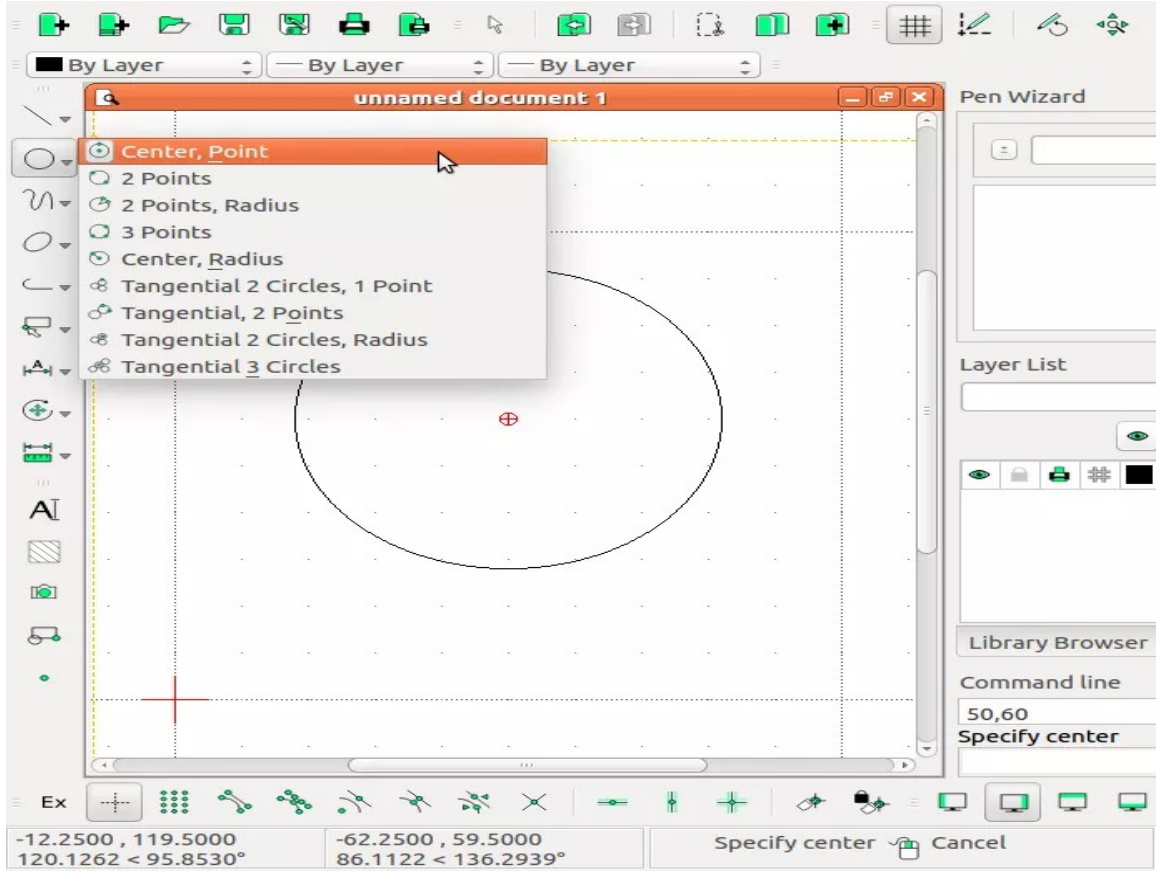 By Layer By Layer By Layer
unnamed document 1
Pen Wizard
Center, Point
2 Points
2 Points, Radius
3 Points
Center, Radius
Tangential 2 Circles, 1 Point
Tangential, 2 Points
Tangential 2 Circles, Radius
Tangential 3 Circles
Layer List
A
A
Library Browser
Command line
50,60
Specify center
Ex
-12.2500 , 119.5000
120.1262 < 95.8530°
-62.2500 , 59.5000
86.1122 < 136.2939°
Specify center Cancel